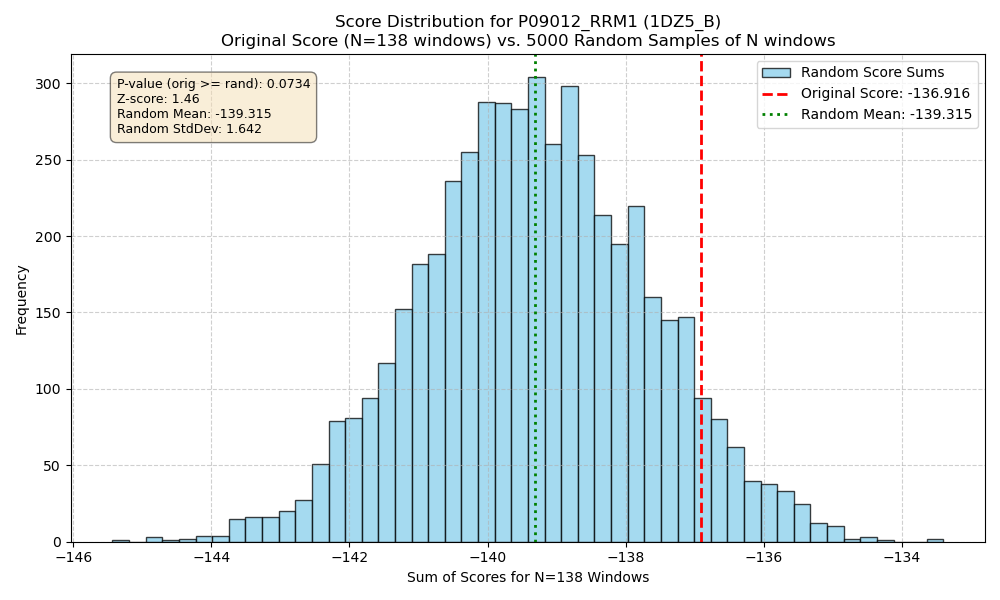 Score Distribution for P09012_RRM1 (1DZ5_B)
Original Score (N=138 windows) vs. 5000 Random Samples of N windows
P-value (orig >= rand): 0.0734
Z-score: 1.46
Random Mean: -139.315
Random StdDev: 1.642
Random Score Sums
Original Score: -136.916
Random Mean: -139.315
Frequency
300
250
200
150
100
50
0
−146
−144
−142
−140
−138
−136
−134
Sum of Scores for N=138 Windows